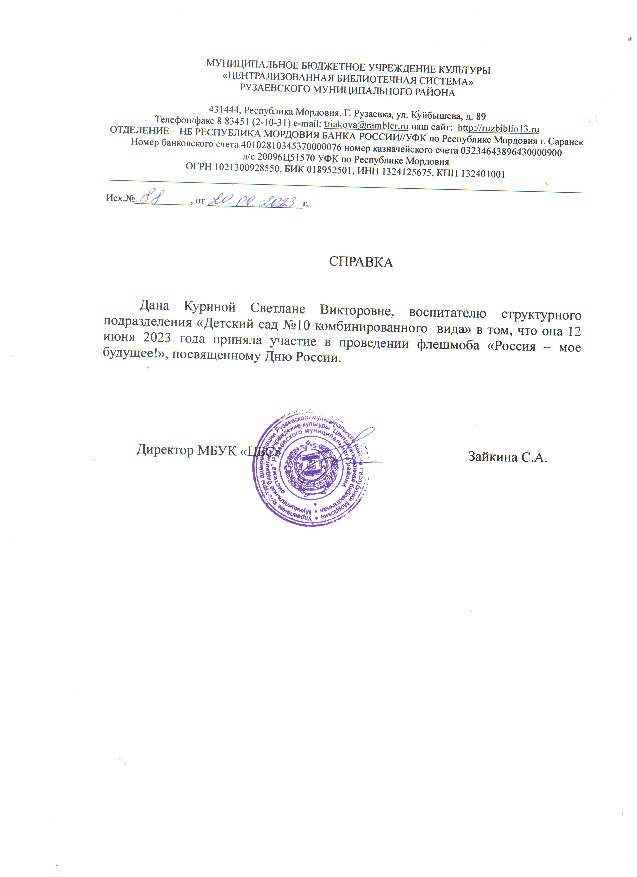 МУНИЦИПАЛЬНОЕ БЮДЖЕТНОЕ УЧРЕЖДЕНИЕ КУЛЬТУРЫ
«ЦЕНТРАЛИЗОВАННАЯ БИБЛИОТЕЧНАЯ СИСТЕМА»
РУЗАЕВСКОГО МУНИЦИПАЛЬНОГО РАЙОНА
431444, Республика Мордовия. Г. Рузаевка, ул. Куйбышева, д. 89
Телефон/факс 8 83451 (2-10-31) e-mail: triakova@rambler.ru наш сайт: http://ruzbiblio13.ru
ОТДЕЛЕНИЕ – НБ РЕСПУБЛИКА МОРДОВИЯ БАНКА РОССИИ//УФК по Республике Мордовия г. Саранск
Номер банковского счета 40102810345370000076 номер казначейского счета 03234643896430000900
л/с 20096Ц51570 УФК по Республике Мордовия
ОГРН 1021300928550, БИК 018952501, ИНН 1324125675, КПП 132401001
Исх.№ 88, от 20.09.2023 г.
СПРАВКА
Дана Куриной Светлане Викторовне, воспитателю структурного
подразделения «Детский сад №10 комбинированного вида» в том, что она 12
июня 2023 года приняла участие в проведении флешмоба «Россия – мое
будущее!», посвященному Дню России.
Директор МБУК «ЦБС»
Зайкина С.А.